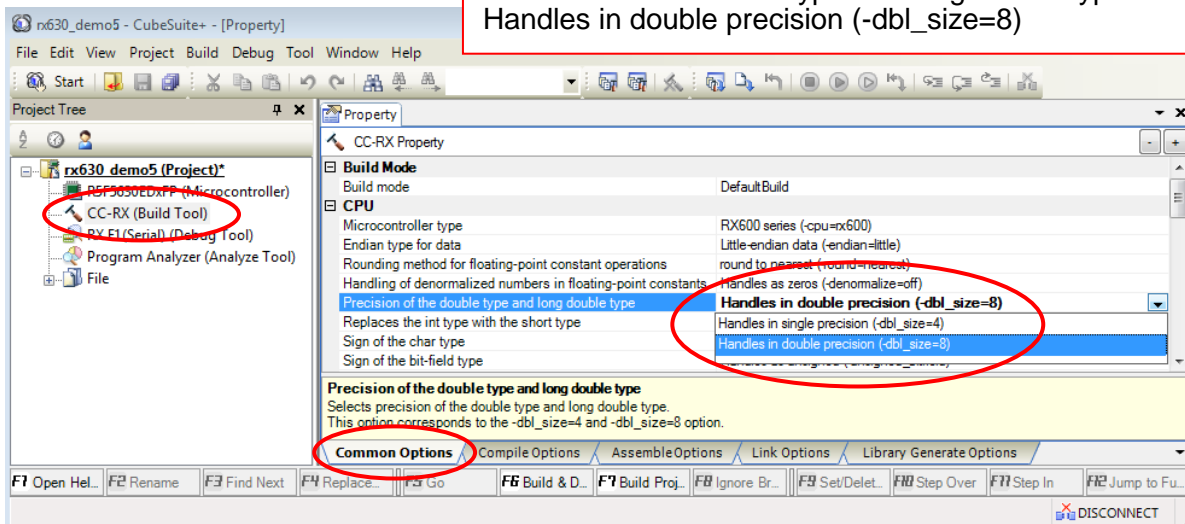 Handles in double precision (-dbl_size=8)
rx630_demo5 - CubeSuite+ - [Property]
File Edit View Project Build Debug Tool Window Help
Start
Project Tree
Property
CC-RX Property
rx630_demo5 (Project)*
R5F5630EDxFP (Microcontroller)
CC-RX (Build Tool)
RX E1(Serial) (Debug Tool)
Program Analyzer (Analyze Tool)
File
Build Mode
Build mode DefaultBuild
CPU
Microcontroller type RX600 series (-cpu=rx600)
Endian type for data Little-endian data (-endian=little)
Rounding method for floating-point constant operations round to nearest (-round=nearest)
Handling of denormalized numbers in floating-point constants Handles as zeros (-denormalize=off)
Precision of the double type and long double type Handles in double precision (-dbl_size=8)
Replaces the int type with the short type Handles in single precision (-dbl_size=4)
Sign of the char type Handles in double precision (-dbl_size=8)
Sign of the bit-field type
Precision of the double type and long double type
Selects precision of the double type and long double type.
This option corresponds to the -dbl_size=4 and -dbl_size=8 option.
Common Options Compile Options Assemble Options Link Options Library Generate Options
F1 Open Hel... F2 Rename F3 Find Next F4 Replace... F5 Go F6 Build & D... F7 Build Proj... F8 Ignore Br... F9 Set/Delet... F10 Step Over F11 Step In F12 Jump to Fu...
DISCONNECT